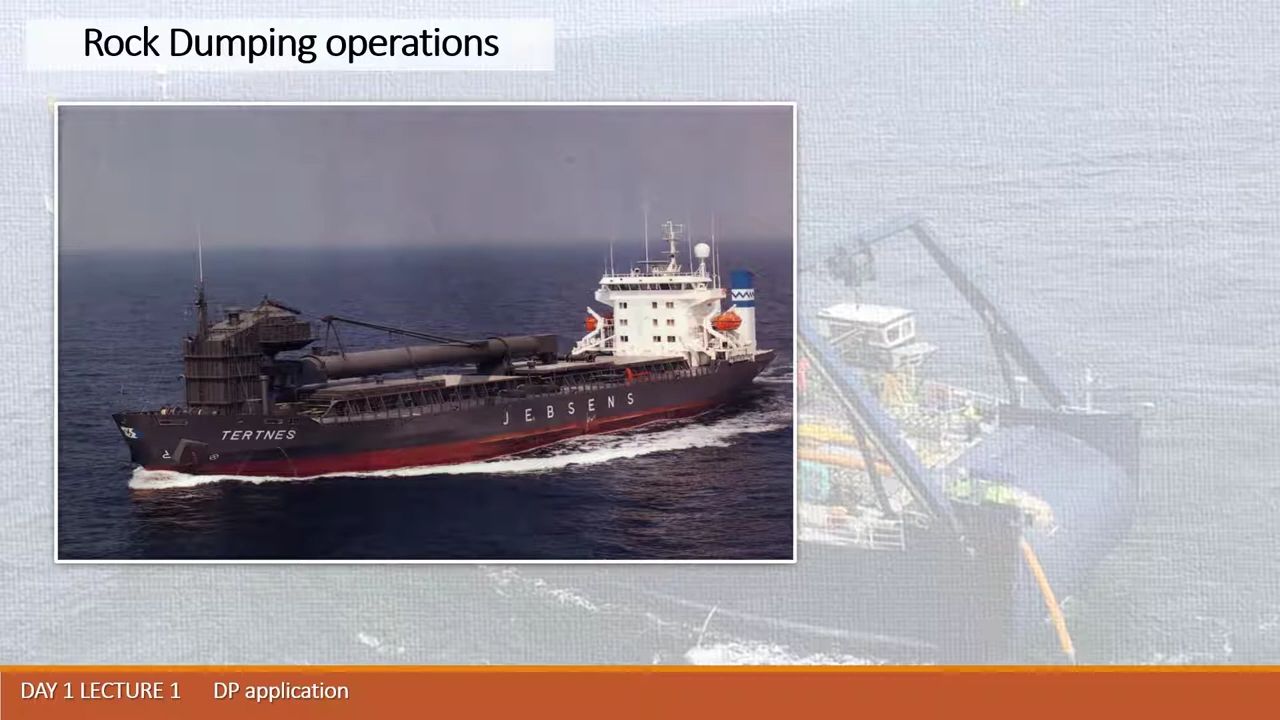 Rock Dumping operations
JEBSENS
TERTNES
DAY 1 LECTURE 1 DP application